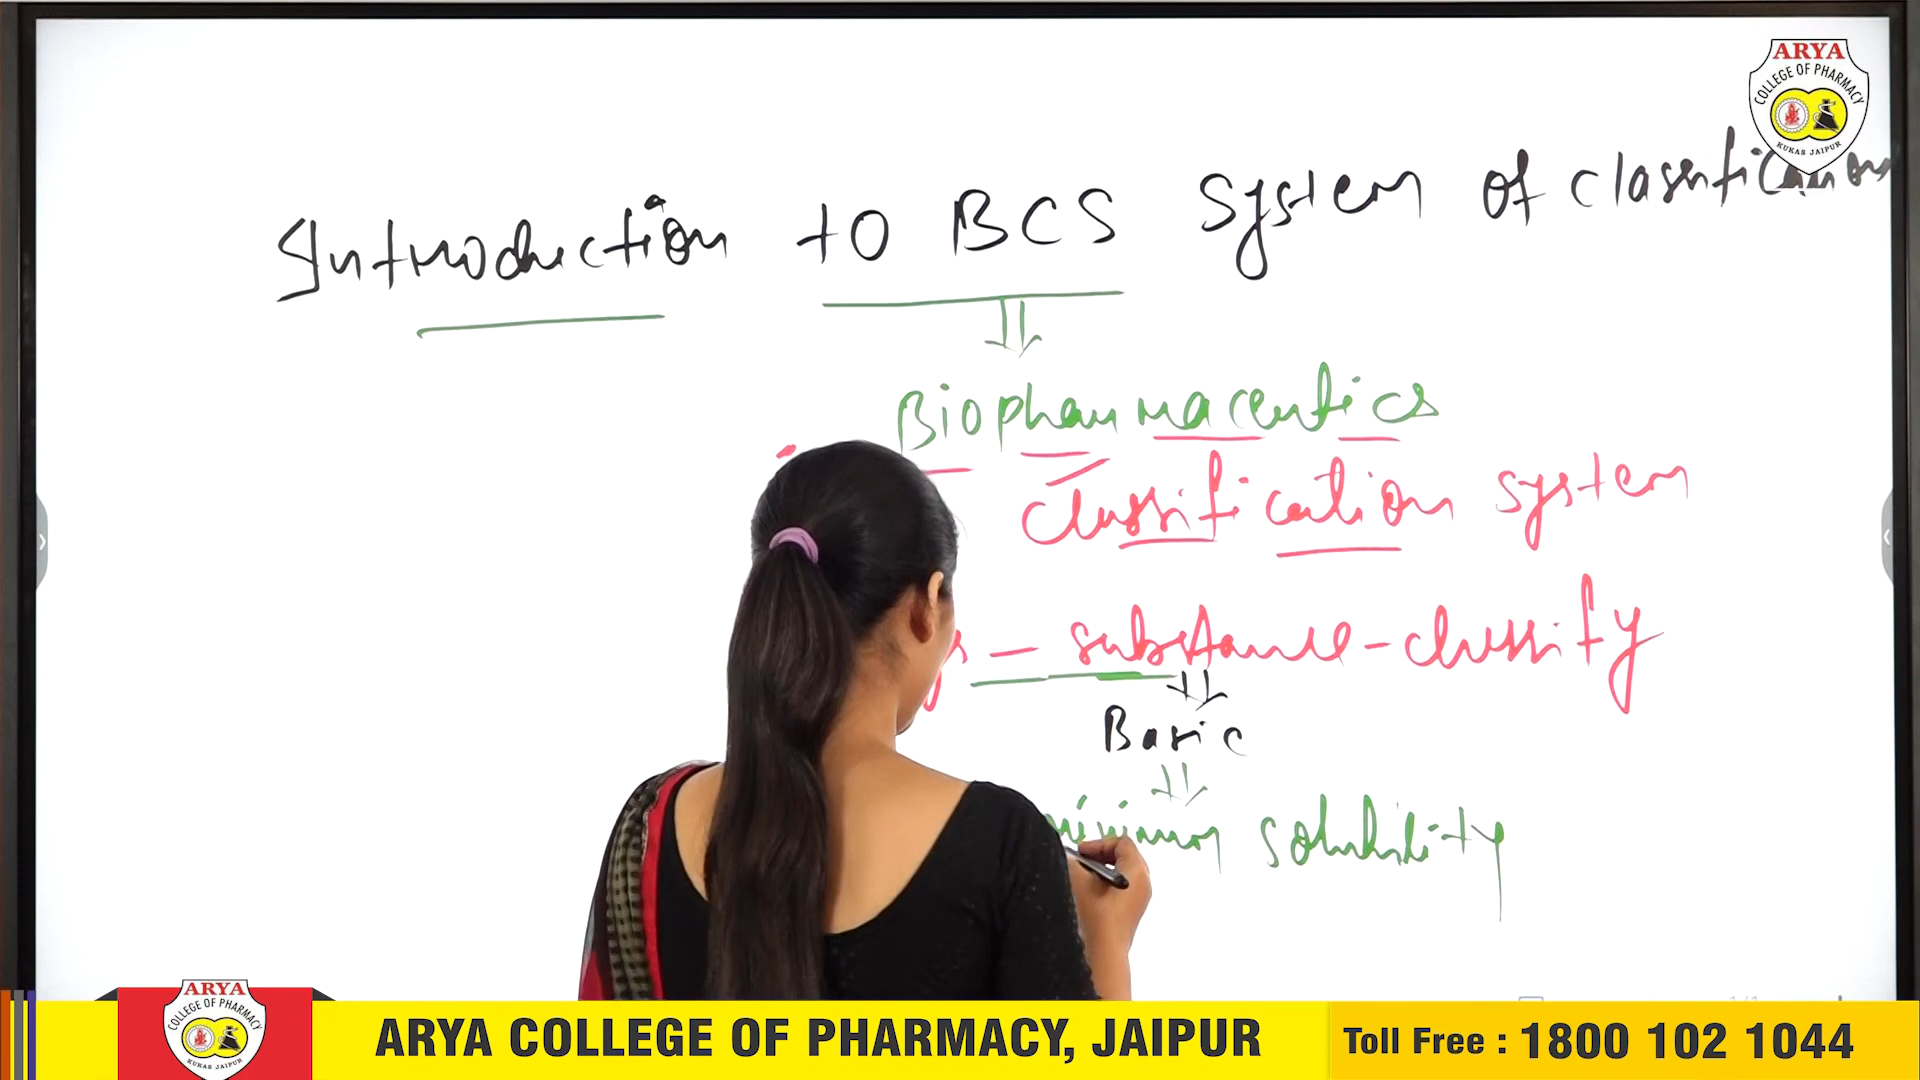 ARYA
COLLEGE OF PHARMACY
KUKAS JAIPUR
Introduction to BCS System of classification
Biopharmaceutics
classification system
- substance - classify
Basic
solubility
ARYA
COLLEGE OF PHARMACY
KUKAS JAIPUR
ARYA COLLEGE OF PHARMACY, JAIPUR
Toll Free : 1800 102 1044